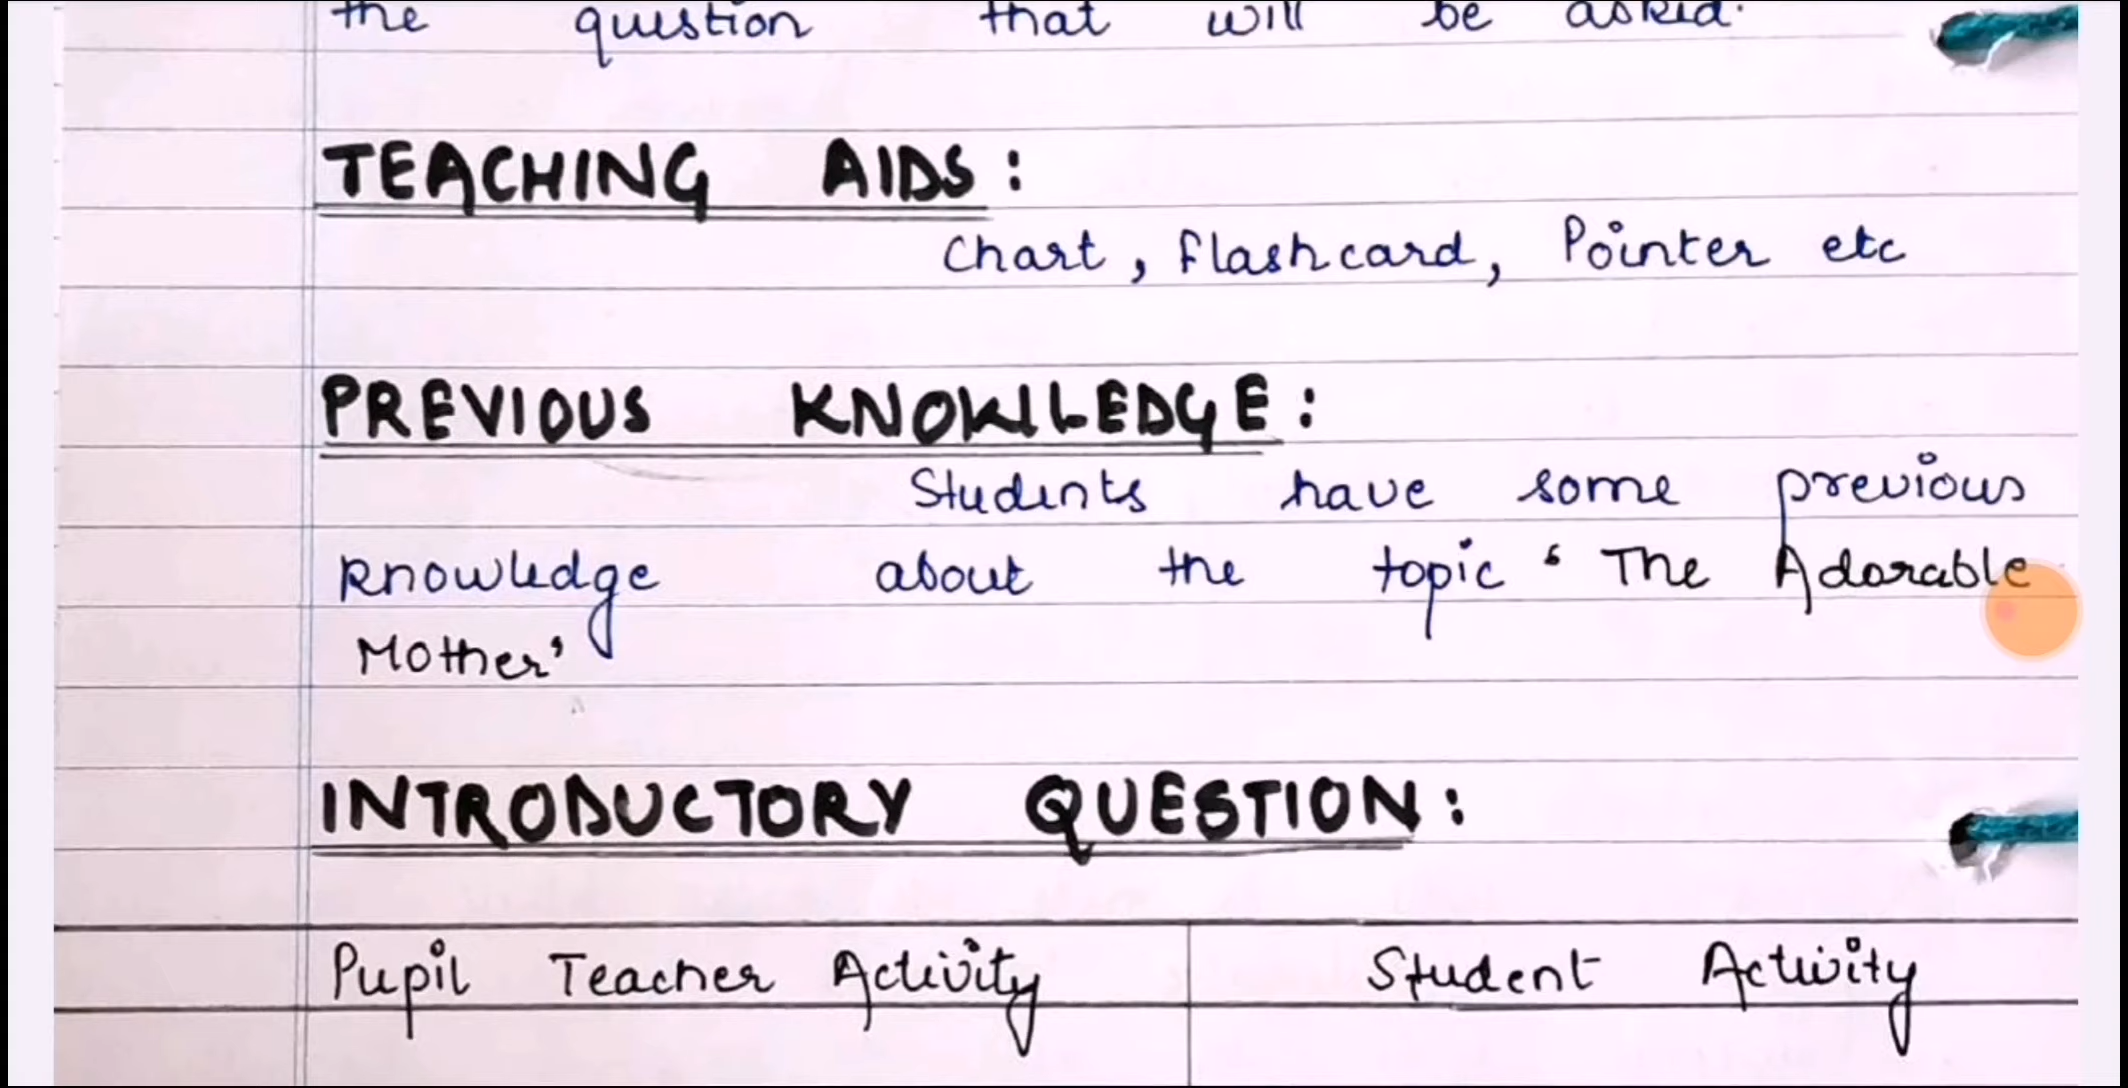 the question that will be asked.
TEACHING AIDS :
Chart, flashcard, Pointer etc
PREVIOUS KNOWLEDGE :
Students have some previous
knowledge about the topic ‘ The Adorable
Mother’
INTRODUCTORY QUESTION :
Pupil Teacher Activity Student Activity